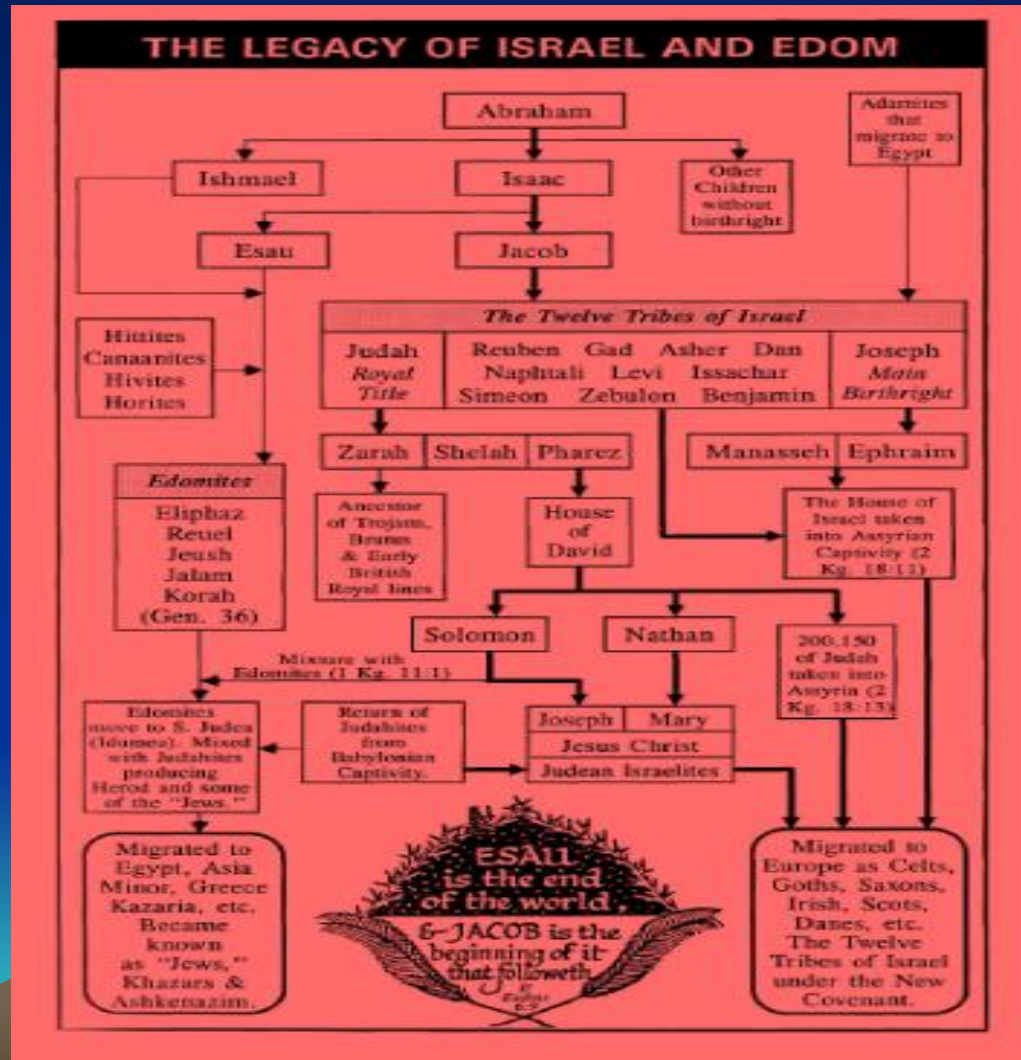 THE LEGACY OF ISRAEL AND EDOM
Abraham
Adamites
that
migrate to
Egypt
Ishmael
Isaac
Other
Children
without
birthright
Esau
Jacob
The Twelve Tribes of Israel
Hittites
Canaanites
Hivites
Horites
Judah
Royal
Title
Reuben Gad Asher Dan
Naphtali Levi Issachar
Simeon Zebulon Benjamin
Joseph
Main
Birthright
Zarah
Shelah
Pharez
Manasseh
Ephraim
Edomites
Eliphaz
Reuel
Jeush
Jalam
Korah
(Gen. 36)
Ancestor
of Trojans,
Brutus
& Early
British
Royal lines
House
of
David
The House of
Israel taken
into Assyrian
Captivity (2
Kg. 18:11)
Solomon
Nathan
200,150
of Judah
taken into
Assyria (2
Kg. 18:13)
Mixture with
Edomites (1 Kg. 11:1)
Edomites
move to S. Judea
(Idumea). Mixed
with Judahites
producing
Herod and some
of the "Jews."
Return of
Judahites
from
Babylonian
Captivity.
Joseph
Mary
Jesus Christ
Judean Israelites
Migrated to
Egypt, Asia
Minor, Greece
Kazaria, etc.
Became
known
as "Jews,"
Khazars &
Ashkenazim.
ESAU
is the end
of the world,
& JACOB is the
beginning of it
that followeth
Migrated to
Europe as Celts,
Goths, Saxons,
Irish, Scots,
Danes, etc.
The Twelve
Tribes of Israel
under the New
Covenant.